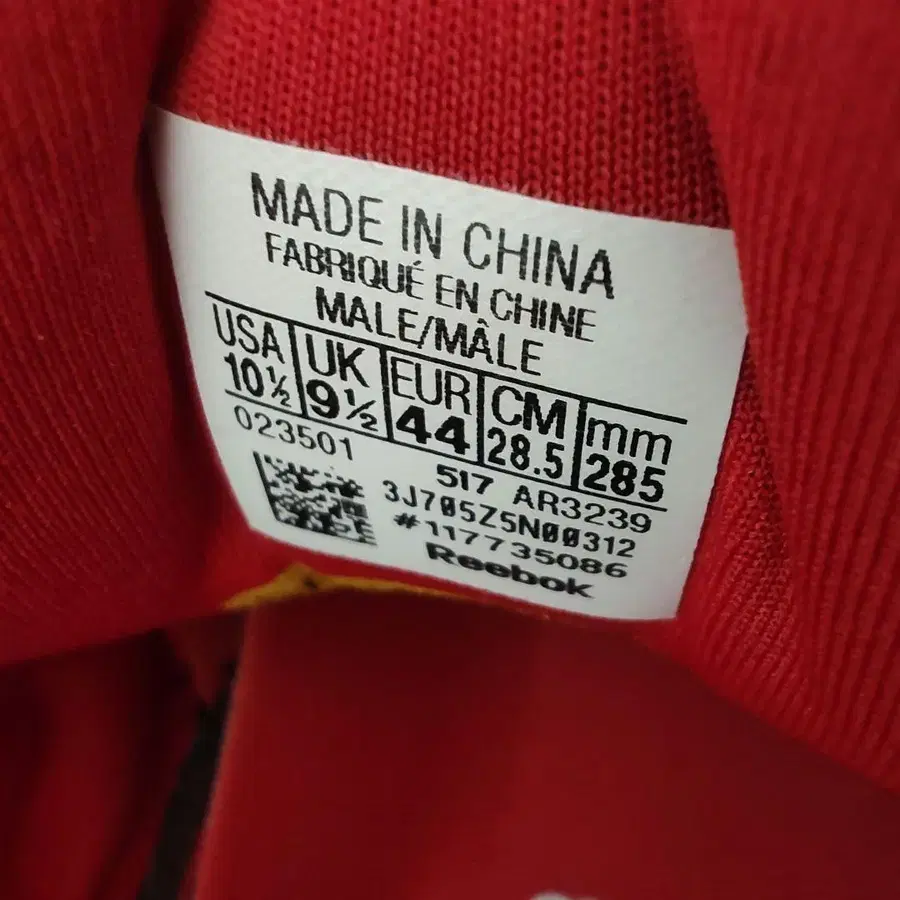 MADE IN CHINA
FABRIQUÉ EN CHINE
MALE/MÂLE
USA UK EUR CM mm
10½ 9½ 44 28.5 285
023501 517 AR3239
3J705Z5N00312
#117735086
Reebok